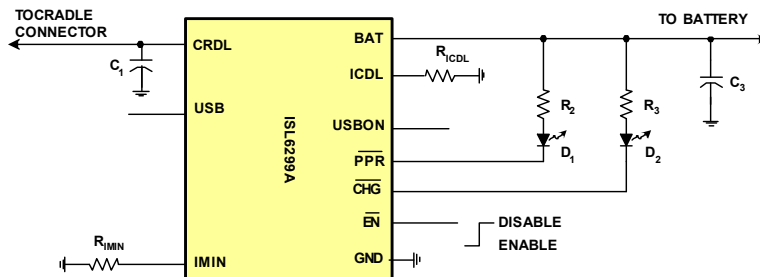 TOCRADLE
CONNECTOR
TO BATTERY
CRDL
BAT
C1
RICDL
ICDL
R2
R3
C3
USB
USBON
D1
D2
ISL6299A
PPR
CHG
EN
DISABLE
ENABLE
RIMIN
IMIN
GND